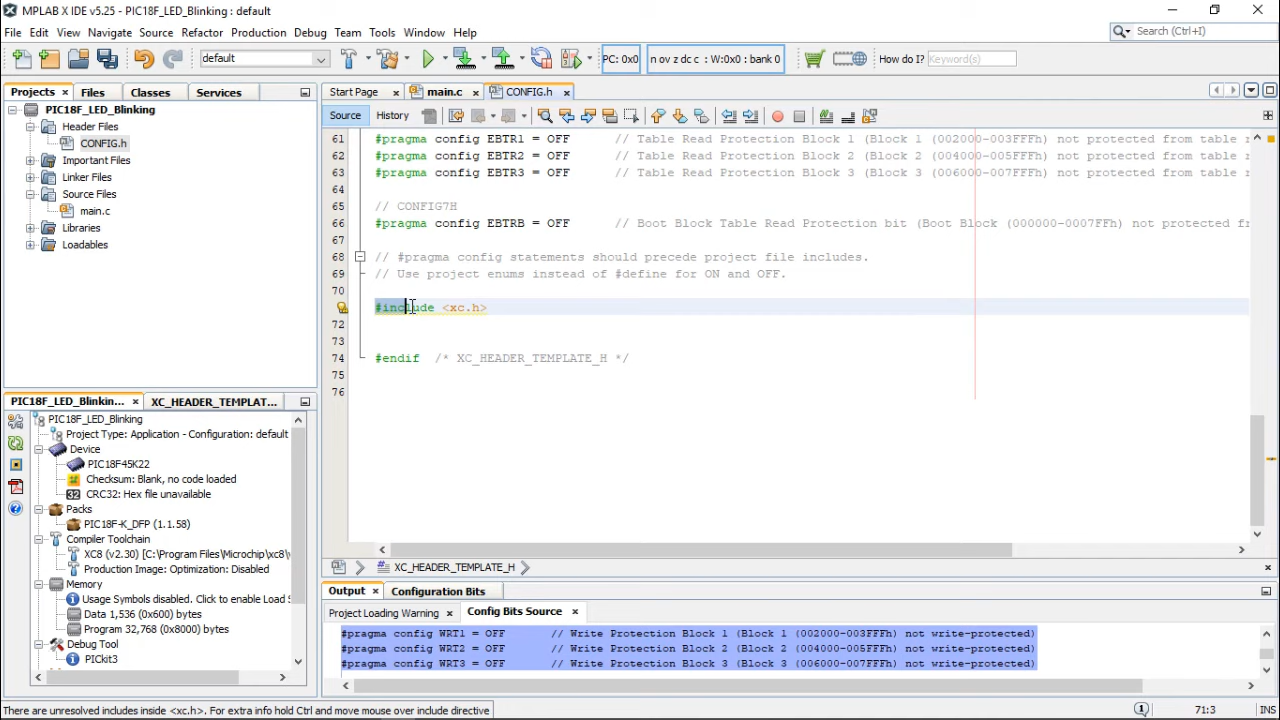 MPLAB X IDE v5.25 - PIC18F_LED_Blinking : default
File Edit View Navigate Source Refactor Production Debug Team Tools Window Help
Search (Ctrl+I)
default
PC: 0x0
n ov z dc c : W:0x0 : bank 0
How do I?
Keyword(s)
Projects Files Classes Services
PIC18F_LED_Blinking
Header Files
CONFIG.h
Important Files
Linker Files
Source Files
main.c
Libraries
Loadables
Start Page main.c CONFIG.h
Source History
61 #pragma config EBTR1 = OFF // Table Read Protection Block 1 (Block 1 (002000-003FFFh) not protected from table r
62 #pragma config EBTR2 = OFF // Table Read Protection Block 2 (Block 2 (004000-005FFFh) not protected from table r
63 #pragma config EBTR3 = OFF // Table Read Protection Block 3 (Block 3 (006000-007FFFh) not protected from table r
64
65 // CONFIG7H
66 #pragma config EBTRB = OFF // Boot Block Table Read Protection bit (Boot Block (000000-0007FFh) not protected fr
67
68 // #pragma config statements should precede project file includes.
69 // Use project enums instead of #define for ON and OFF.
70
#include <xc.h>
72
73
74 #endif /* XC_HEADER_TEMPLATE_H */
75
76
XC_HEADER_TEMPLATE_H
PIC18F_LED_Blinkin... XC_HEADER_TEMPLAT...
PIC18F_LED_Blinking
Project Type: Application - Configuration: default
Device
PIC18F45K22
Checksum: Blank, no code loaded
CRC32: Hex file unavailable
Packs
PIC18F-K_DFP (1.1.58)
Compiler Toolchain
XC8 (v2.30) [C:\Program Files\Microchip\xc8\
Production Image: Optimization: Disabled
Memory
Usage Symbols disabled. Click to enable Load S
Data 1,536 (0x600) bytes
Program 32,768 (0x8000) bytes
Debug Tool
PICkit3
Output Configuration Bits
Project Loading Warning Config Bits Source
#pragma config WRT1 = OFF // Write Protection Block 1 (Block 1 (002000-003FFFh) not write-protected)
#pragma config WRT2 = OFF // Write Protection Block 2 (Block 2 (004000-005FFFh) not write-protected)
#pragma config WRT3 = OFF // Write Protection Block 3 (Block 3 (006000-007FFFh) not write-protected)
There are unresolved includes inside <xc.h>. For extra info hold Ctrl and move mouse over include directive
71:3
INS